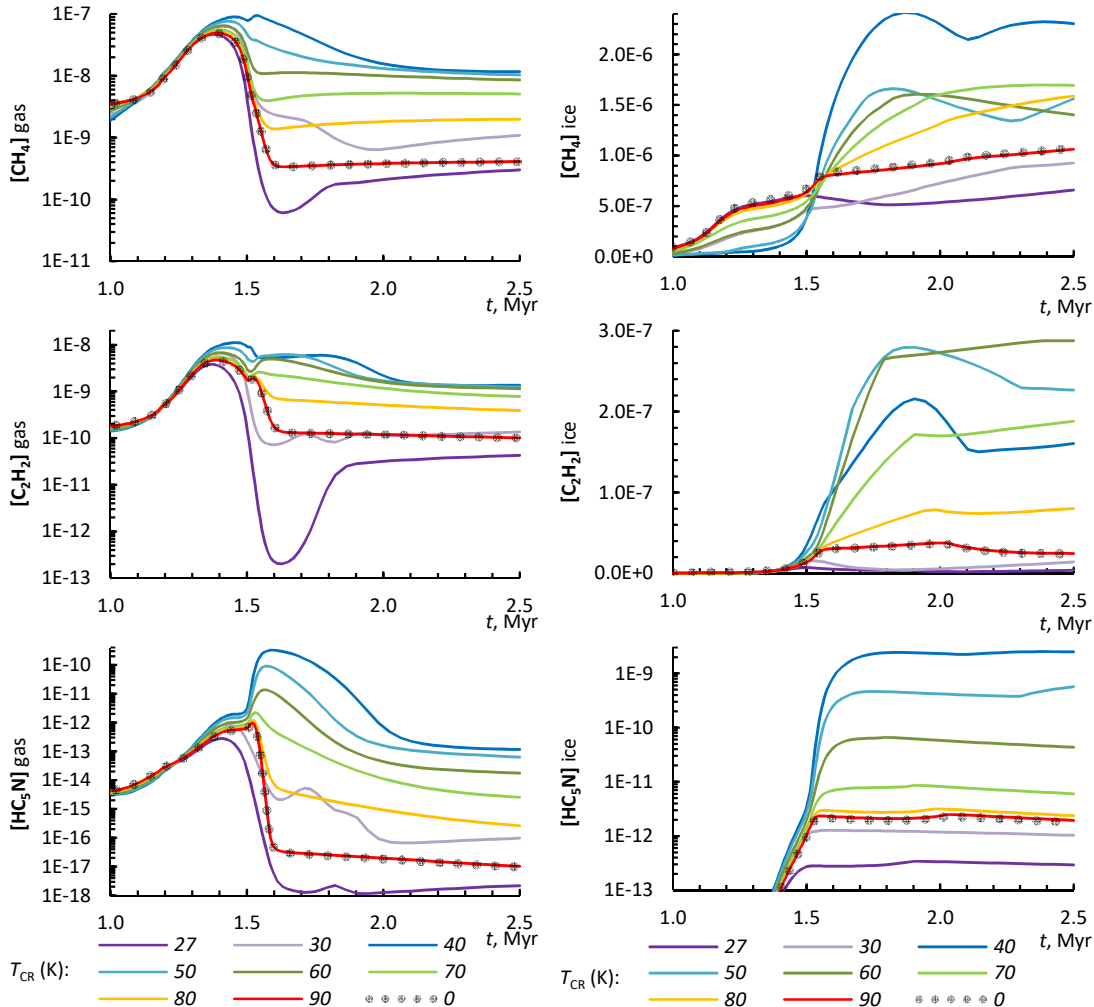 [CH₄] gas
1E-7
1E-8
1E-9
1E-10
1E-11
1.0 1.5 2.0 2.5
t, Myr
[CH₄] ice
2.0E-6
1.5E-6
1.0E-6
5.0E-7
0.0E+0
1.0 1.5 2.0 2.5
t, Myr
[C₂H₂] gas
1E-8
1E-9
1E-10
1E-11
1E-12
1E-13
1.0 1.5 2.0 2.5
t, Myr
[C₂H₂] ice
3.0E-7
2.0E-7
1.0E-7
0.0E+0
1.0 1.5 2.0 2.5
t, Myr
[HC₅N] gas
1E-10
1E-11
1E-12
1E-13
1E-14
1E-15
1E-16
1E-17
1E-18
1.0 1.5 2.0 2.5
t, Myr
[HC₅N] ice
1E-9
1E-10
1E-11
1E-12
1E-13
1.0 1.5 2.0 2.5
t, Myr
T_CR (K):
27 30 40
50 60 70
80 90 0
T_CR (K):
27 30 40
50 60 70
80 90 0